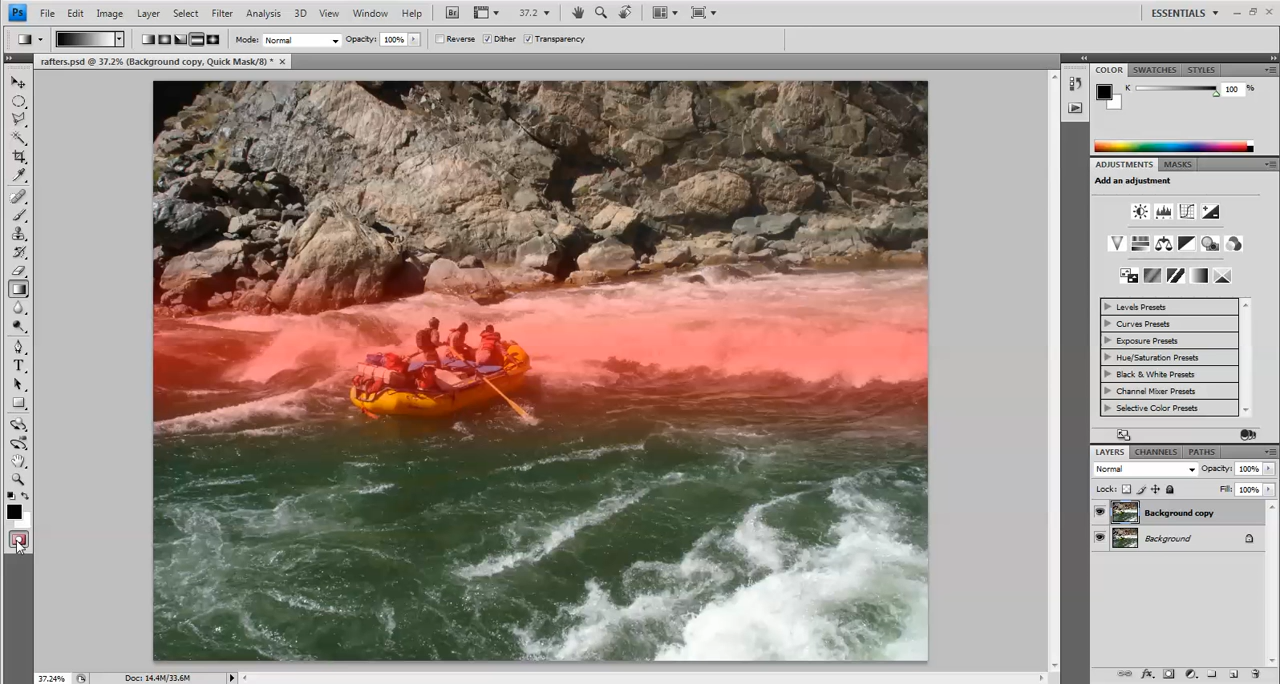 Ps File Edit Image Layer Select Filter Analysis 3D View Window Help Br 37.2 ESSENTIALS
Mode: Normal Opacity: 100% Reverse Dither Transparency
rafters.psd @ 37.2% (Background copy, Quick Mask/8) *
COLOR SWATCHES STYLES
K 100 %
ADJUSTMENTS MASKS
Add an adjustment
Levels Presets
Curves Presets
Exposure Presets
Hue/Saturation Presets
Black & White Presets
Channel Mixer Presets
Selective Color Presets
LAYERS CHANNELS PATHS
Normal Opacity: 100%
Lock: Fill: 100%
Background copy
Background
T
37.24% Doc: 14.4M/33.6M
fx